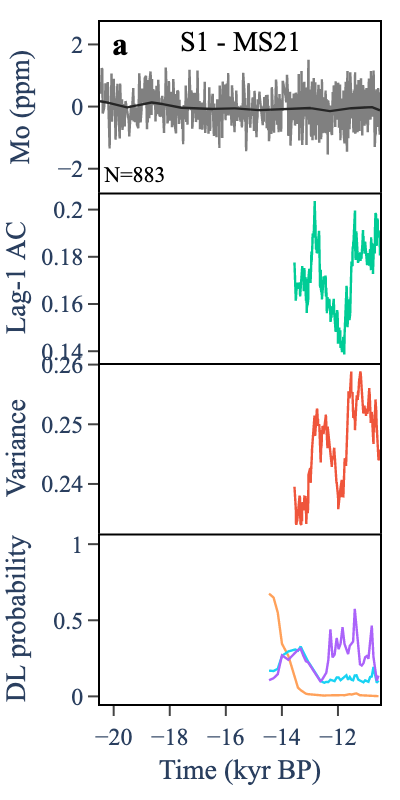 a S1 - MS21
Mo (ppm)
2
0
−2
N=883
Lag-1 AC
0.2
0.18
0.16
0.14
Variance
0.26
0.25
0.24
DL probability
1
0.5
0
−20 −18 −16 −14 −12
Time (kyr BP)